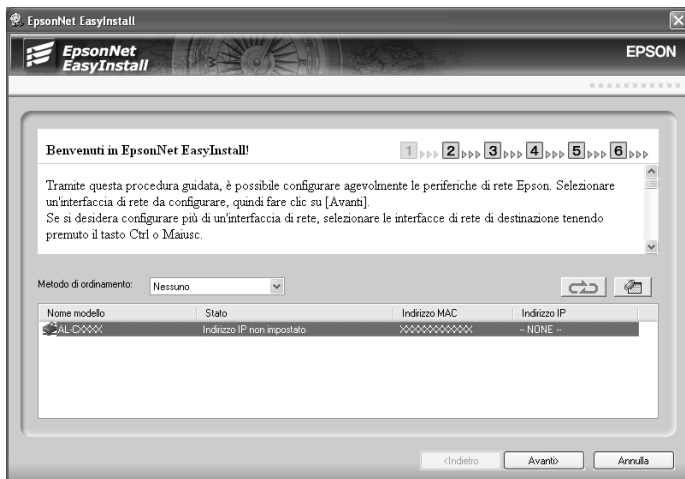 EpsonNet EasyInstall
EpsonNet
EasyInstall
EPSON
Benvenuti in EpsonNet EasyInstall!
1 2 3 4 5 6
Tramite questa procedura guidata, è possibile configurare agevolmente le periferiche di rete Epson. Selezionare
un'interfaccia di rete da configurare, quindi fare clic su [Avanti].
Se si desidera configurare più di un'interfaccia di rete, selezionare le interfacce di rete di destinazione tenendo
premuto il tasto Ctrl o Maiusc.
Metodo di ordinamento: Nessuno
Nome modello Stato Indirizzo MAC Indirizzo IP
AL-CXXXX Indirizzo IP non impostato XXXXXXXXXXXX -- NONE --
<Indietro Avanti> Annulla